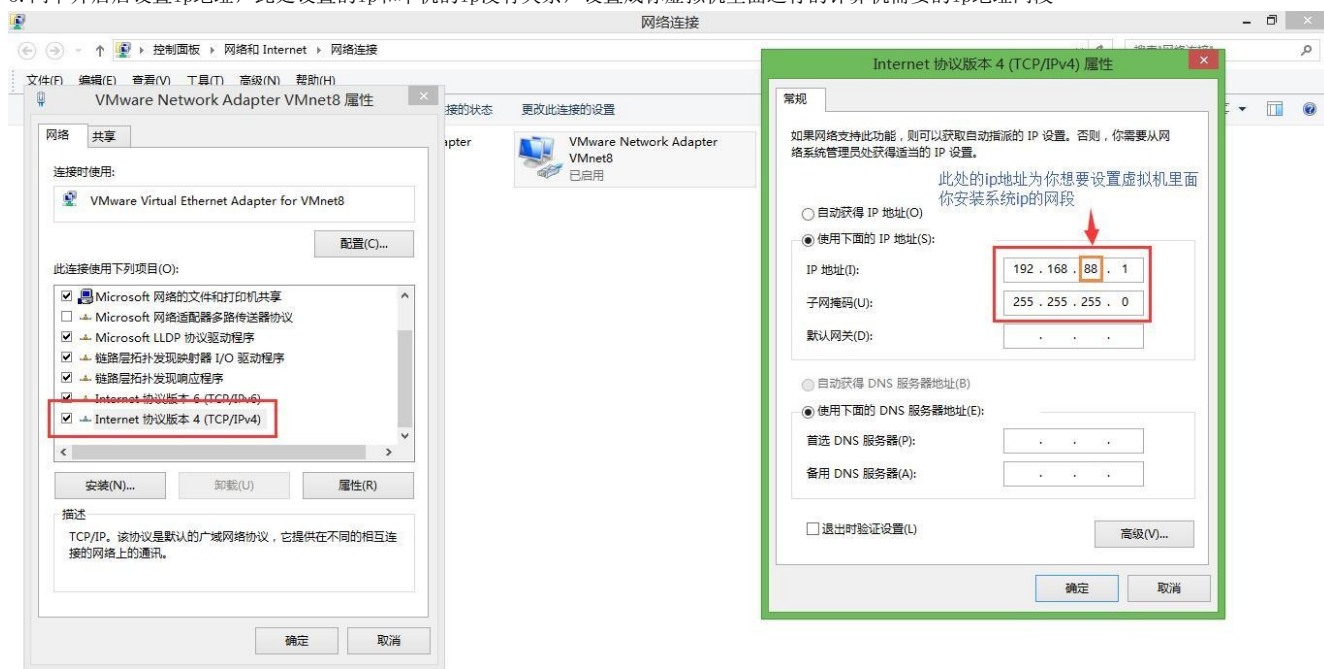 网络连接
控制面板 ▸ 网络和 Internet ▸ 网络连接
文件(F) 编辑(E) 查看(V) 工具(T) 高级(N) 帮助(H)
接的状态 更改此连接的设置
apter
VMware Network Adapter
VMnet8
已启用
VMware Network Adapter VMnet8 属性
网络 共享
连接时使用:
VMware Virtual Ethernet Adapter for VMnet8
配置(C)...
此连接使用下列项目(O):
Microsoft 网络的文件和打印机共享
Microsoft 网络适配器多路传送器协议
Microsoft LLDP 协议驱动程序
链路层拓扑发现映射器 I/O 驱动程序
链路层拓扑发现响应程序
Internet 协议版本 6 (TCP/IPv6)
Internet 协议版本 4 (TCP/IPv4)
安装(N)... 卸载(U) 属性(R)
描述
TCP/IP。该协议是默认的广域网络协议，它提供在不同的相互连
接的网络上的通讯。
确定 取消
Internet 协议版本 4 (TCP/IPv4) 属性
常规
如果网络支持此功能，则可以获取自动指派的 IP 设置。否则，你需要从网
络系统管理员处获得适当的 IP 设置。
此处的ip地址为你想要设置虚拟机里面
你安装系统ip的网段
自动获得 IP 地址(O)
使用下面的 IP 地址(S):
IP 地址(I): 192 . 168 . 88 . 1
子网掩码(U): 255 . 255 . 255 . 0
默认网关(D): . . .
自动获得 DNS 服务器地址(B)
使用下面的 DNS 服务器地址(E):
首选 DNS 服务器(P): . . .
备用 DNS 服务器(A): . . .
退出时验证设置(L)
高级(V)...
确定 取消